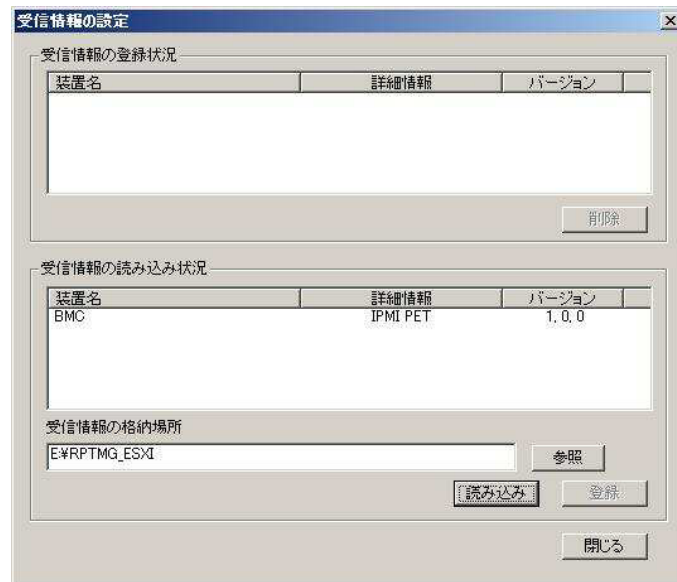 受信情報の設定
受信情報の登録状況
装置名 詳細情報 バージョン
削除
受信情報の読み込み状況
装置名 詳細情報 バージョン
BMC IPMI PET 1, 0, 0
受信情報の格納場所
E:¥RPTMG_ESXI 参照
読み込み 登録
閉じる